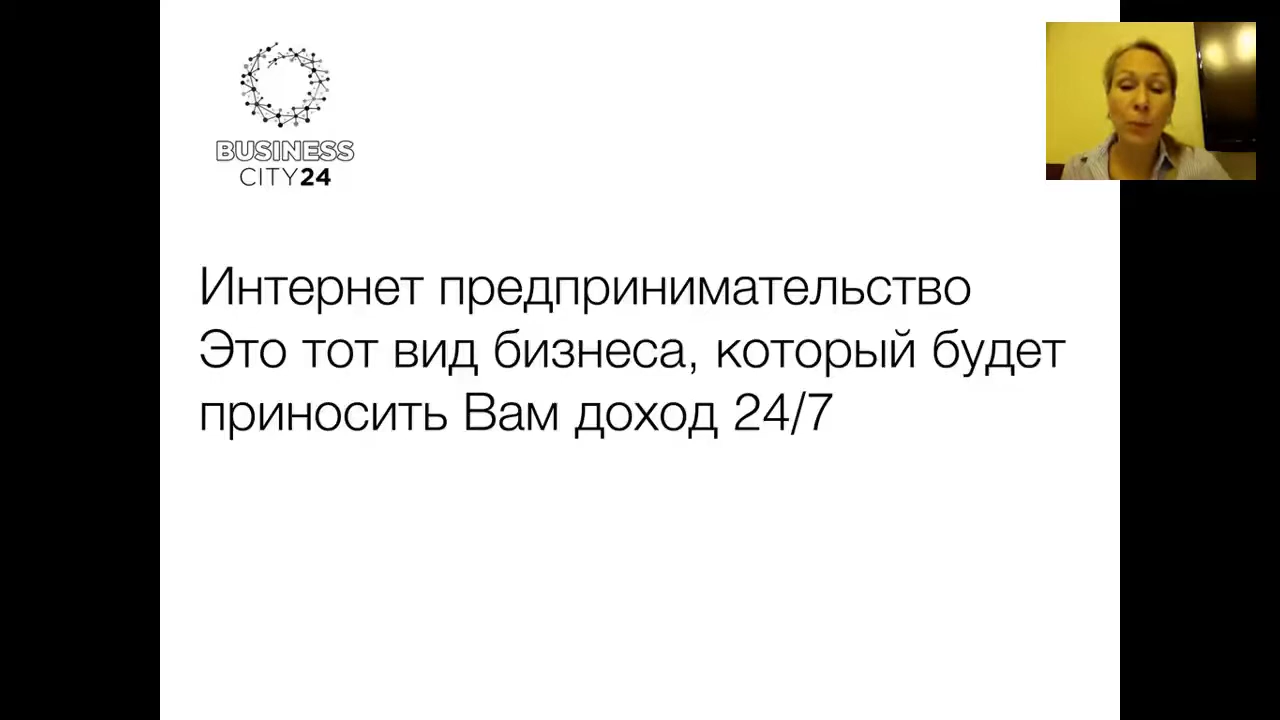 BUSINESS
CITY24
Интернет предпринимательство
Это тот вид бизнеса, который будет
приносить Вам доход 24/7